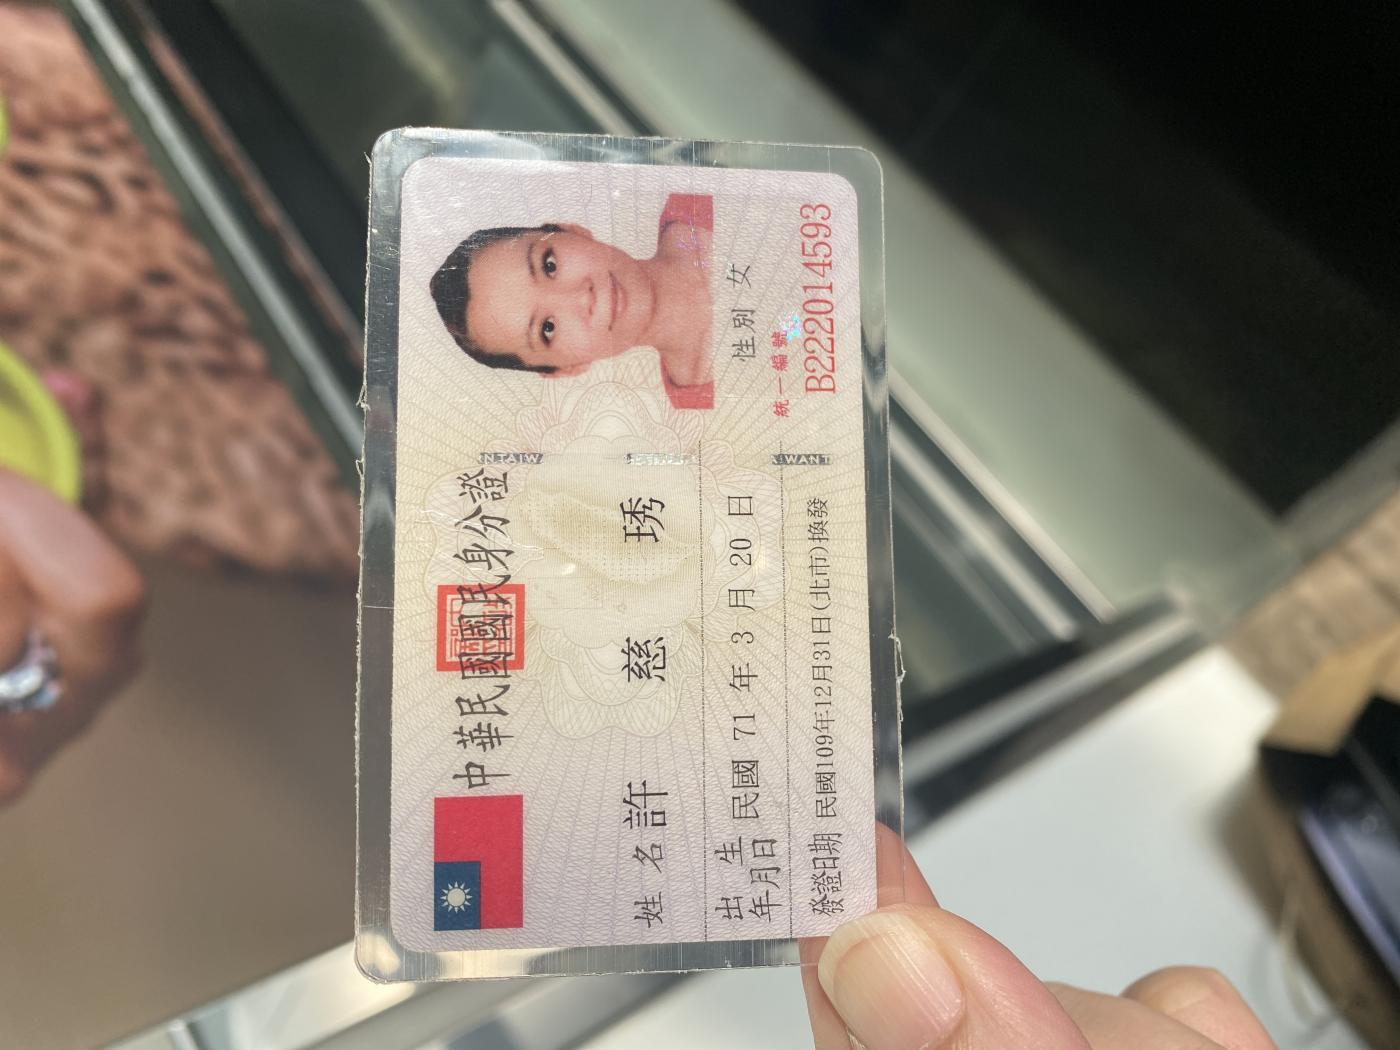 中華民國國民身分證
姓名 許慈琇
出生年月日 民國 71 年 3 月 20 日
性別 女
發證日期 民國109年12月31日(北市)換發
統一編號
B222014593